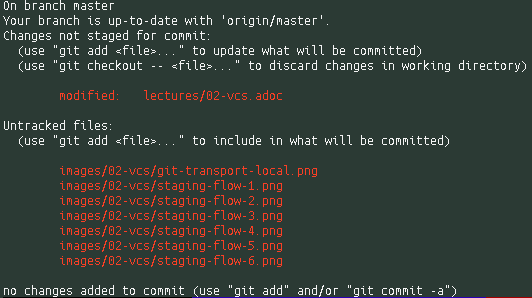 On branch master
Your branch is up-to-date with 'origin/master'.
Changes not staged for commit:
  (use "git add <file>..." to update what will be committed)
  (use "git checkout -- <file>..." to discard changes in working directory)

        modified:   lectures/02-vcs.adoc

Untracked files:
  (use "git add <file>..." to include in what will be committed)

        images/02-vcs/git-transport-local.png
        images/02-vcs/staging-flow-1.png
        images/02-vcs/staging-flow-2.png
        images/02-vcs/staging-flow-3.png
        images/02-vcs/staging-flow-4.png
        images/02-vcs/staging-flow-5.png
        images/02-vcs/staging-flow-6.png

no changes added to commit (use "git add" and/or "git commit -a")